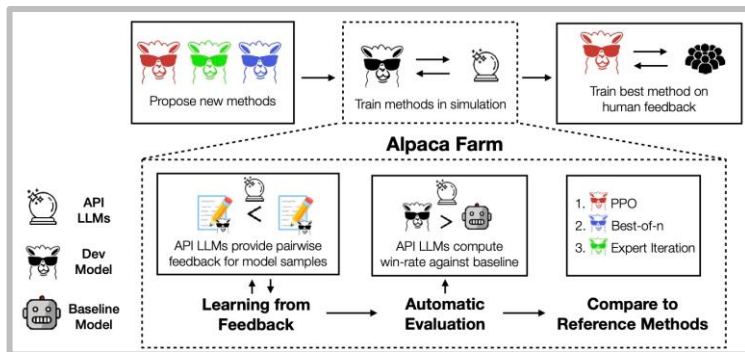 Propose new methods
Train methods in simulation
Train best method on
human feedback
Alpaca Farm
API
LLMs
Dev
Model
Baseline
Model
<
API LLMs provide pairwise
feedback for model samples
>
API LLMs compute
win-rate against baseline
1. PPO
2. Best-of-n
3. Expert Iteration
Learning from
Feedback
Automatic
Evaluation
Compare to
Reference Methods